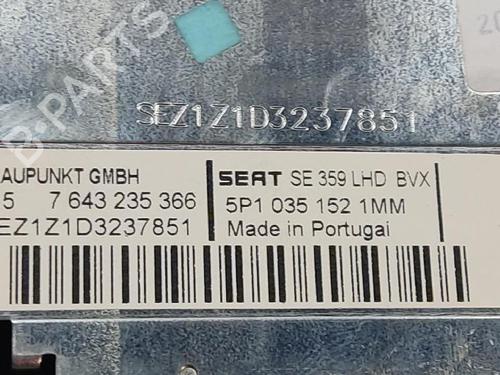 B-PARTS
SEZ1Z1D3237851
AUPUNKT GMBH
5 7 643 235 366
EZ1Z1D3237851
SEAT SE 359 LHD BVX
5P1 035 152 1MM
Made in Portugal